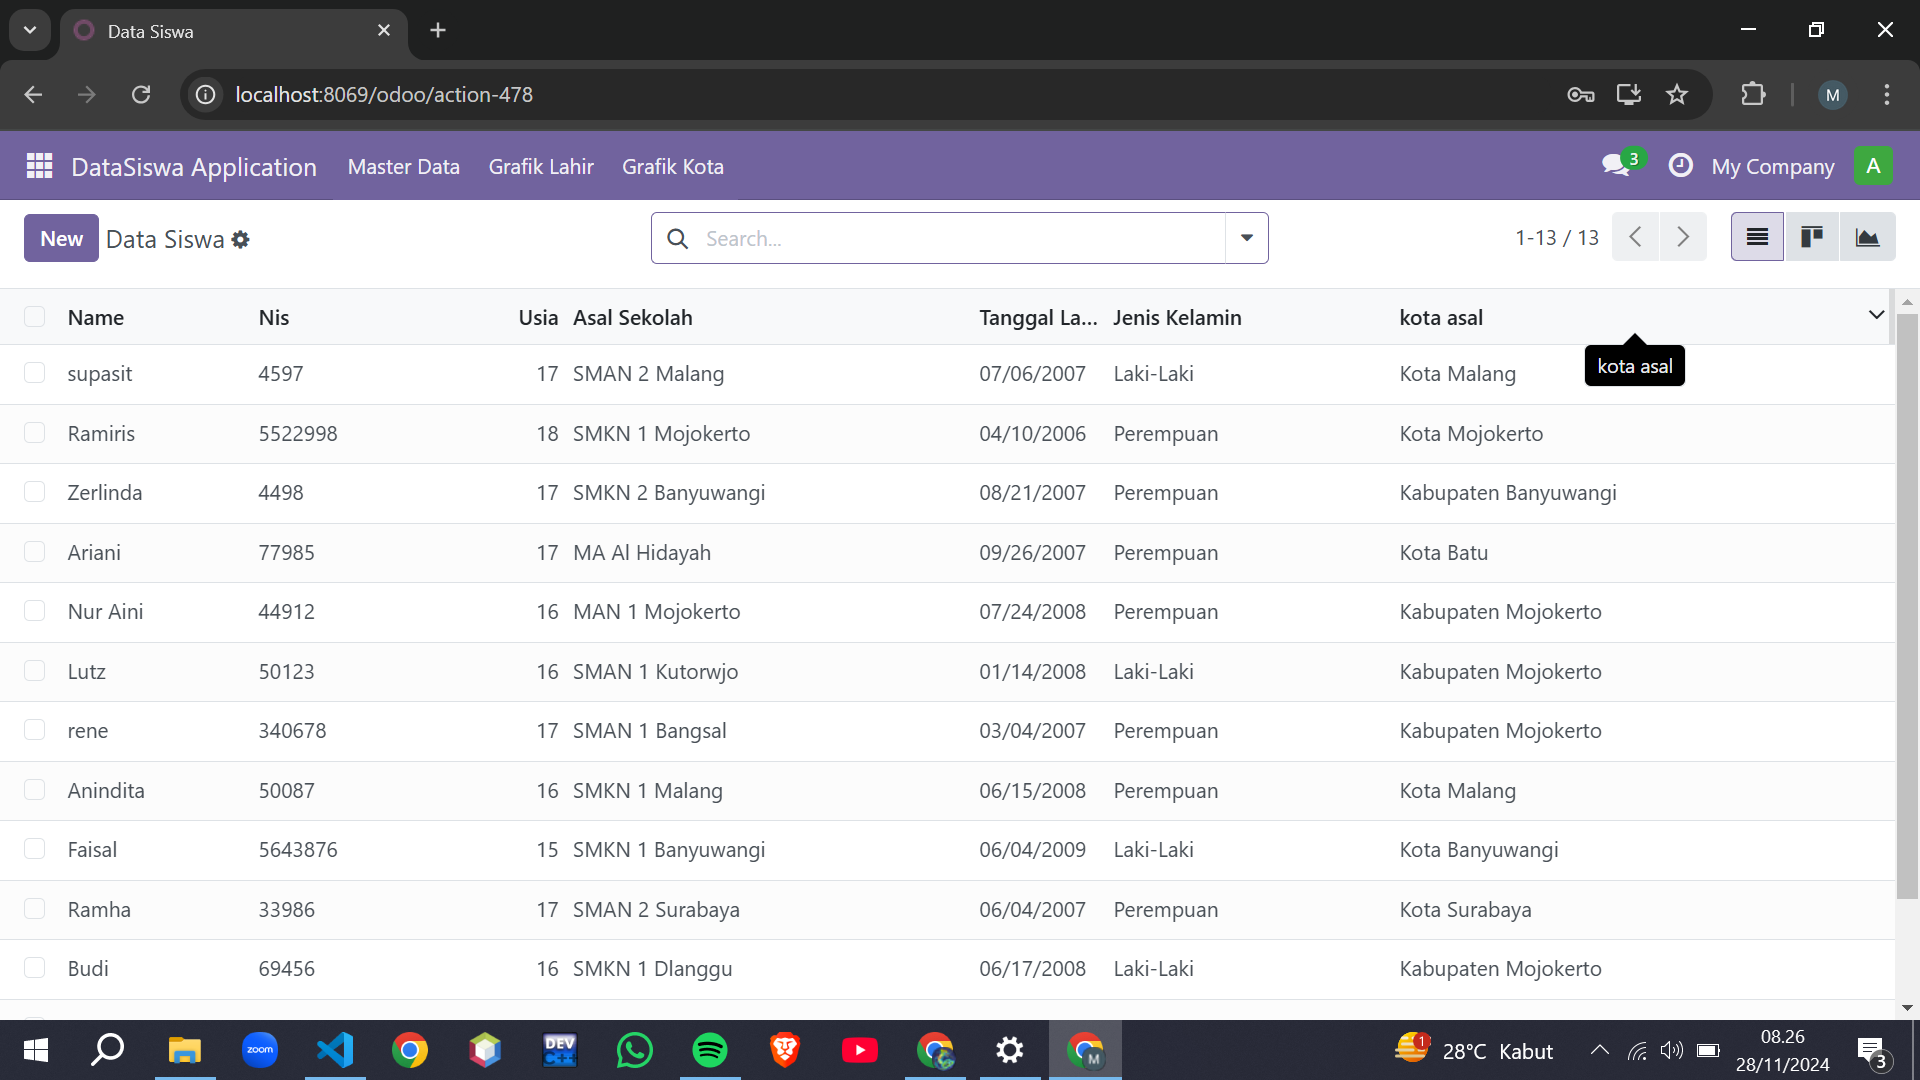 Data Siswa
localhost:8069/odoo/action-478
M
DataSiswa Application Master Data Grafik Lahir Grafik Kota 3 My Company A
New Data Siswa Search... 1-13 / 13
Name Nis Usia Asal Sekolah Tanggal La... Jenis Kelamin kota asal
kota asal
supasit 4597 17 SMAN 2 Malang 07/06/2007 Laki-Laki Kota Malang
Ramiris 5522998 18 SMKN 1 Mojokerto 04/10/2006 Perempuan Kota Mojokerto
Zerlinda 4498 17 SMKN 2 Banyuwangi 08/21/2007 Perempuan Kabupaten Banyuwangi
Ariani 77985 17 MA Al Hidayah 09/26/2007 Perempuan Kota Batu
Nur Aini 44912 16 MAN 1 Mojokerto 07/24/2008 Perempuan Kabupaten Mojokerto
Lutz 50123 16 SMAN 1 Kutorwjo 01/14/2008 Laki-Laki Kabupaten Mojokerto
rene 340678 17 SMAN 1 Bangsal 03/04/2007 Perempuan Kabupaten Mojokerto
Anindita 50087 16 SMKN 1 Malang 06/15/2008 Perempuan Kota Malang
Faisal 5643876 15 SMKN 1 Banyuwangi 06/04/2009 Laki-Laki Kota Banyuwangi
Ramha 33986 17 SMAN 2 Surabaya 06/04/2007 Perempuan Kota Surabaya
Budi 69456 16 SMKN 1 Dlanggu 06/17/2008 Laki-Laki Kabupaten Mojokerto
zoom DEV C++ M 1 28°C Kabut 08.26
28/11/2024 3